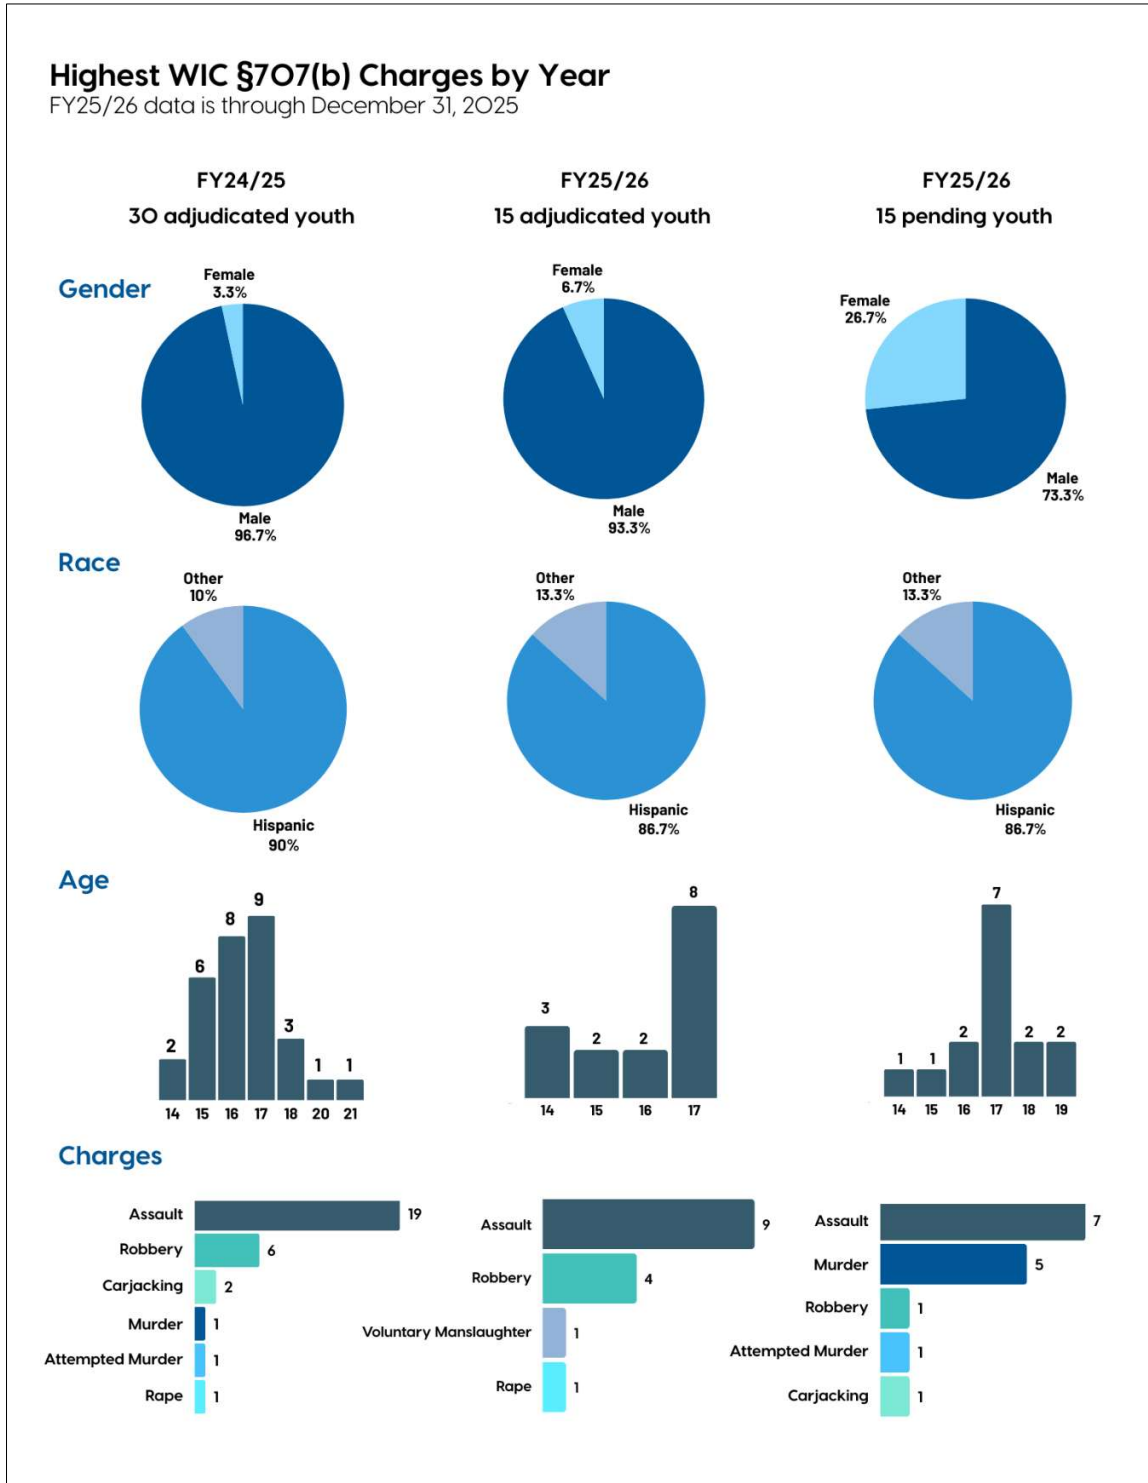 Highest WIC §707(b) Charges by Year
FY25/26 data is through December 31, 2025
FY24/25
30 adjudicated youth
FY25/26
15 adjudicated youth
FY25/26
15 pending youth
Gender
Female
3.3%
Male
96.7%
Female
6.7%
Male
93.3%
Female
26.7%
Male
73.3%
Race
Other
10%
Hispanic
90%
Other
13.3%
Hispanic
86.7%
Other
13.3%
Hispanic
86.7%
Age
2 6 8 9 3 1 1
14 15 16 17 18 20 21
3 2 2 8
14 15 16 17
1 1 2 7 2 2
14 15 16 17 18 19
Charges
Assault 19
Robbery 6
Carjacking 2
Murder 1
Attempted Murder 1
Rape 1
Assault 9
Robbery 4
Voluntary Manslaughter 1
Rape 1
Assault 7
Murder 5
Robbery 1
Attempted Murder 1
Carjacking 1